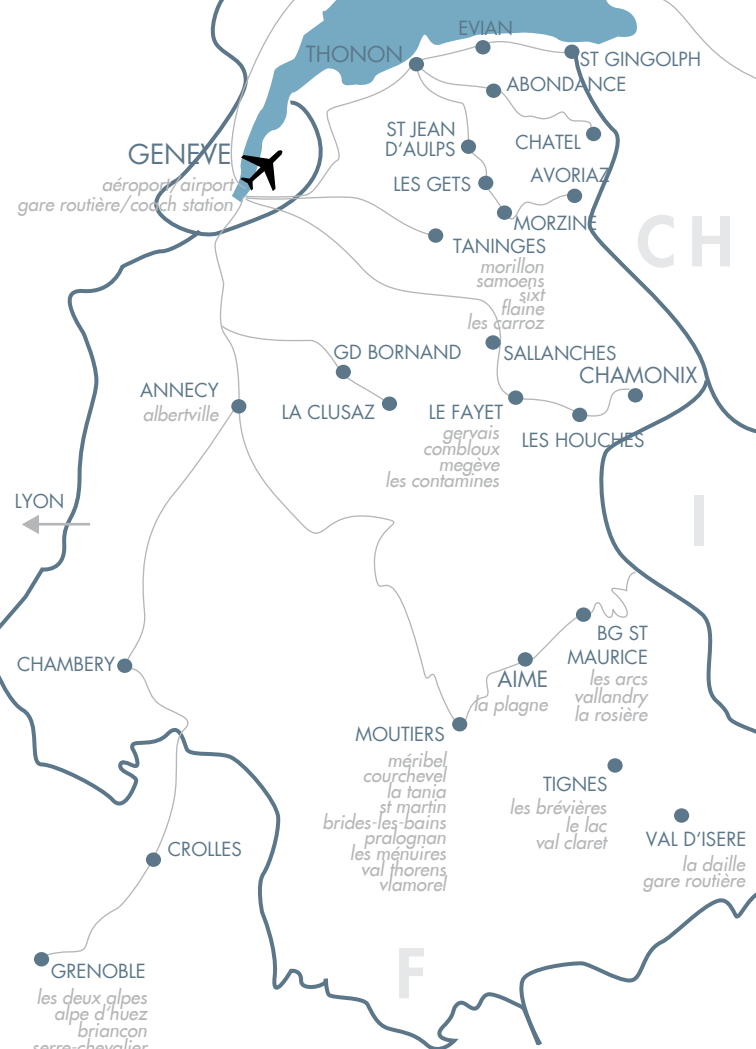 EVIAN
THONON
ST GINGOLPH
ABONDANCE
ST JEAN
D'AULPS
CHATEL
GENEVE
aéroport/airport
gare routière/coach station
LES GETS
AVORIAZ
MORZINE
CH
TANINGES
morillon
samoens
sixt
flaine
les carroz
GD BORNAND
SALLANCHES
CHAMONIX
ANNECY
albertville
LA CLUSAZ
LE FAYET
gervais
combloux
megève
les contamines
LES HOUCHES
LYON
I
BG ST
MAURICE
les arcs
vallandry
la rosière
CHAMBERY
AIME
la plagne
MOUTIERS
méribel
courchevel
la tania
st martin
brides-les-bains
pralognan
les ménuires
val thorens
vlamorel
TIGNES
les brévières
le lac
val claret
VAL D'ISERE
la daille
gare routière
CROLLES
F
GRENOBLE
les deux alpes
alpe d'huez
briancon
serre-chevalier